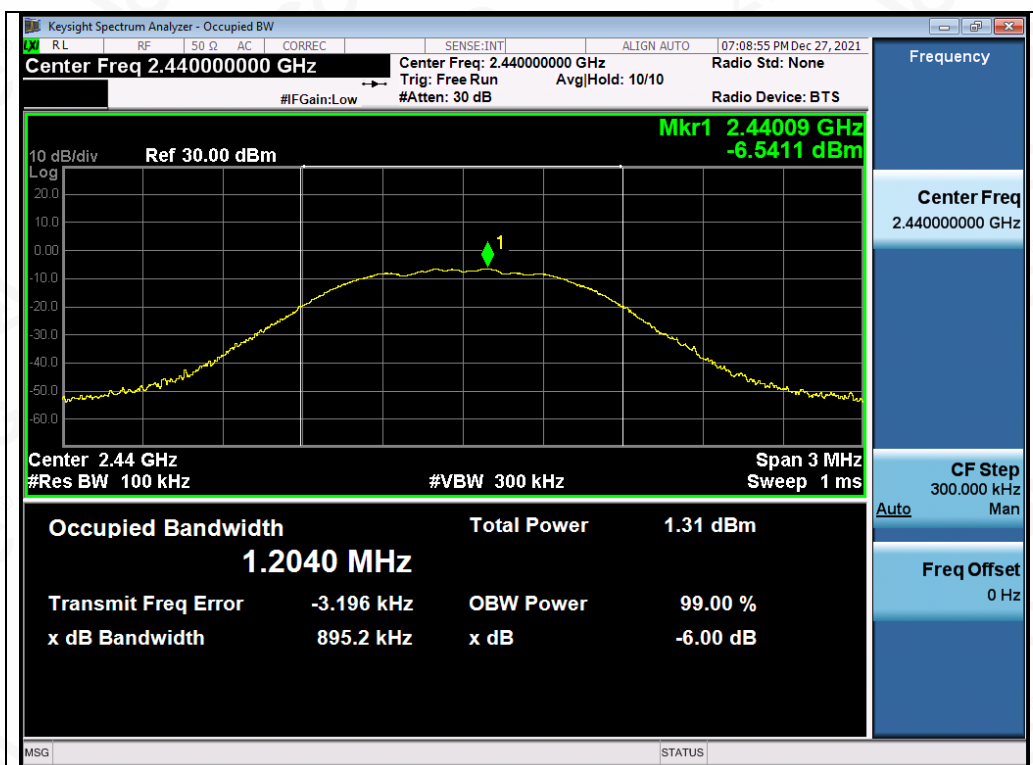 Keysight Spectrum Analyzer - Occupied BW
LXI RL RF 50 Ω AC CORREC SENSE:INT ALIGN AUTO 07:08:55 PM Dec 27, 2021
Center Freq 2.440000000 GHz
Center Freq: 2.440000000 GHz
Radio Std: None
Trig: Free Run Avg|Hold: 10/10
#IFGain:Low
#Atten: 30 dB
Radio Device: BTS
Mkr1 2.44009 GHz
-6.5411 dBm
10 dB/div Ref 30.00 dBm
Log
20.0
10.0
0.00
-10.0
-20.0
-30.0
-40.0
-50.0
-60.0
1
Center 2.44 GHz Span 3 MHz
#Res BW 100 kHz #VBW 300 kHz Sweep 1 ms
Occupied Bandwidth Total Power 1.31 dBm
1.2040 MHz
Transmit Freq Error -3.196 kHz OBW Power 99.00 %
x dB Bandwidth 895.2 kHz x dB -6.00 dB
Frequency
Center Freq
2.440000000 GHz
CF Step
300.000 kHz
Auto Man
Freq Offset
0 Hz
MSG STATUS